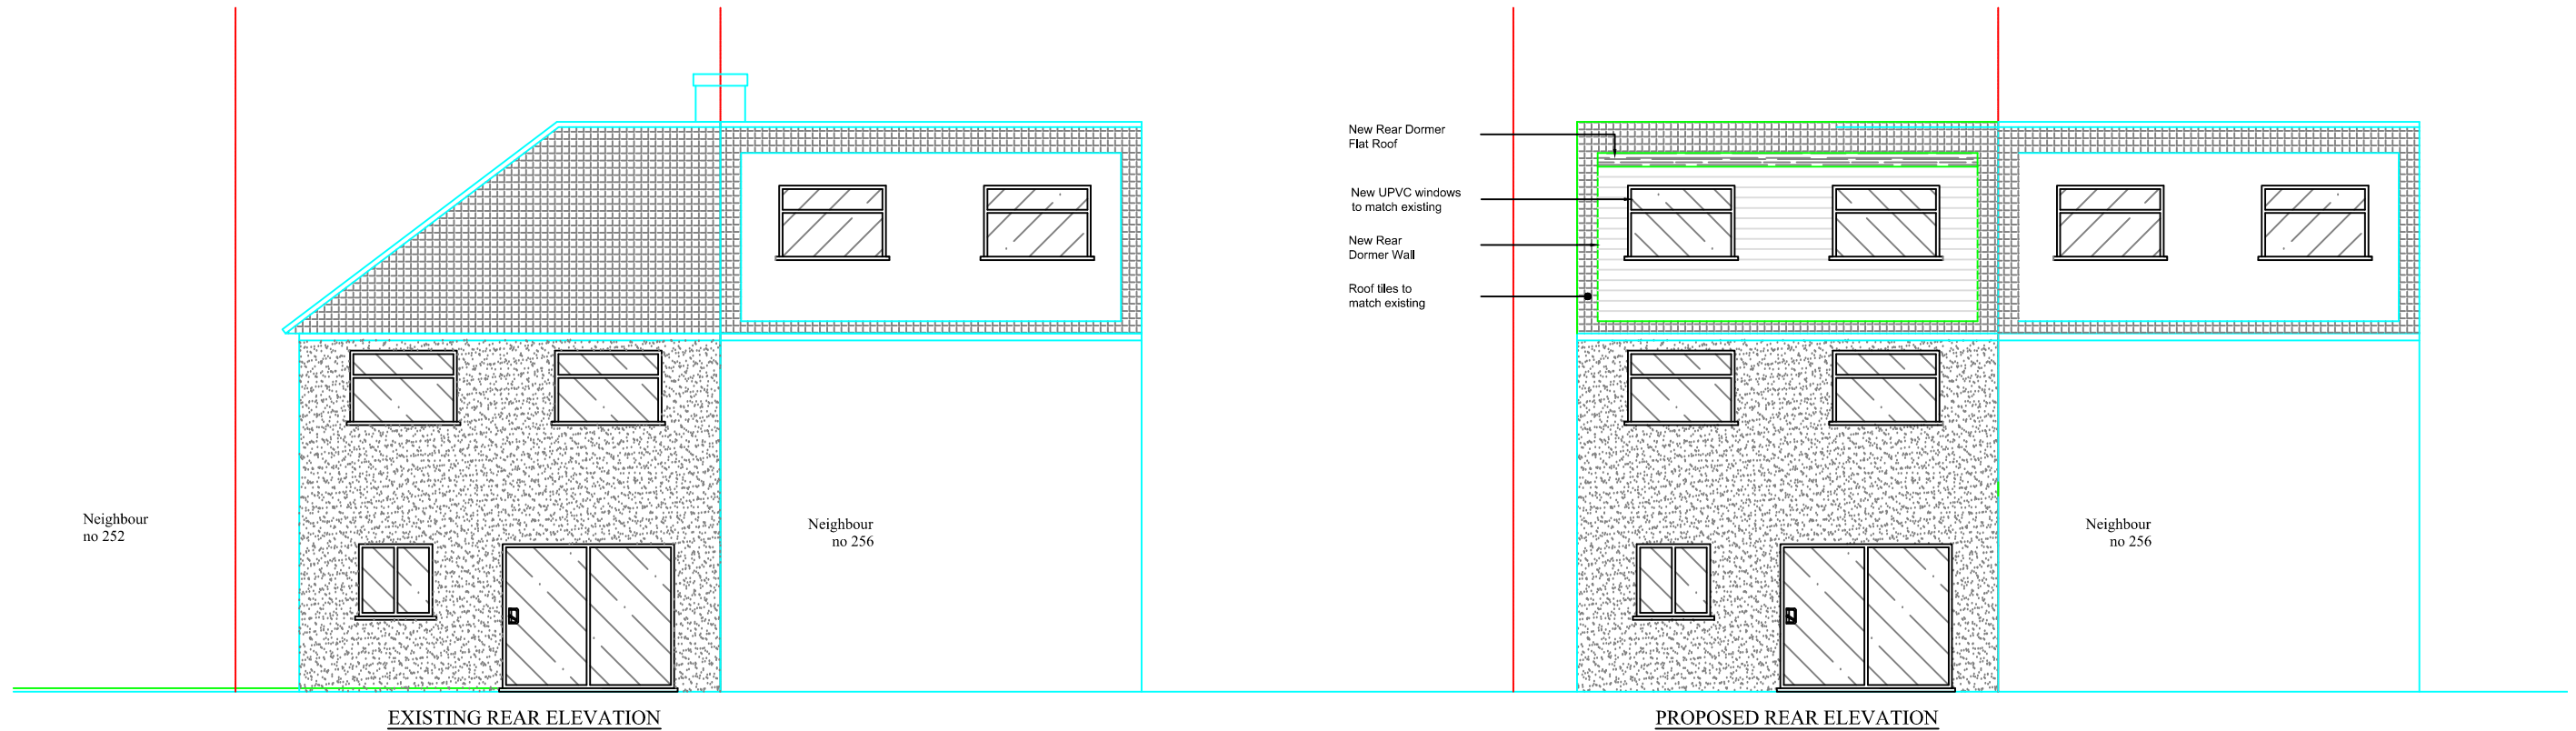 New Rear Dormer
Flat Roof
New UPVC windows
to match existing
New Rear
Dormer Wall
Roof tiles to
match existing
Neighbour
no 252
Neighbour
no 256
Neighbour
no 256
EXISTING REAR ELEVATION
PROPOSED REAR ELEVATION